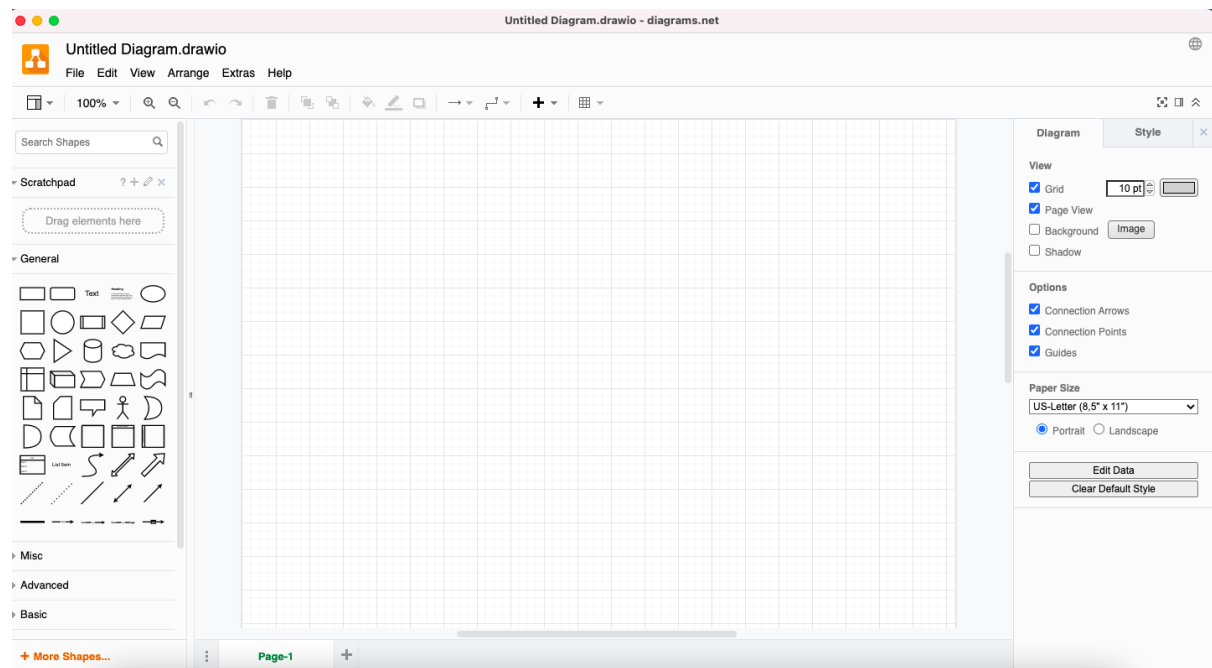 Untitled Diagram.drawio - diagrams.net
Untitled Diagram.drawio
File Edit View Arrange Extras Help
100%
Search Shapes
Scratchpad
?
Drag elements here
General
Text
Heading
List Item
Misc
Advanced
Basic
+ More Shapes...
Page-1
Diagram Style
View
Grid 10 pt
Page View
Background Image
Shadow
Options
Connection Arrows
Connection Points
Guides
Paper Size
US-Letter (8,5" x 11")
Portrait Landscape
Edit Data
Clear Default Style